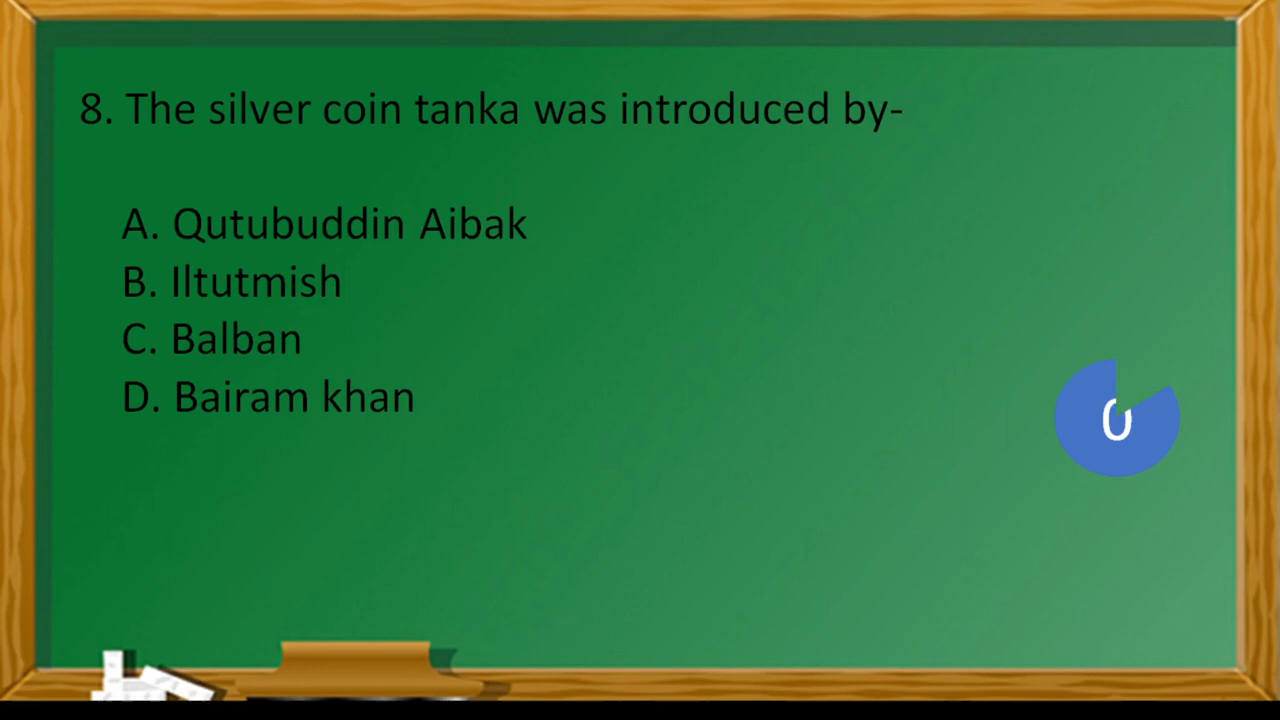 8. The silver coin tanka was introduced by-
A. Qutubuddin Aibak
B. Iltutmish
C. Balban
D. Bairam khan
0